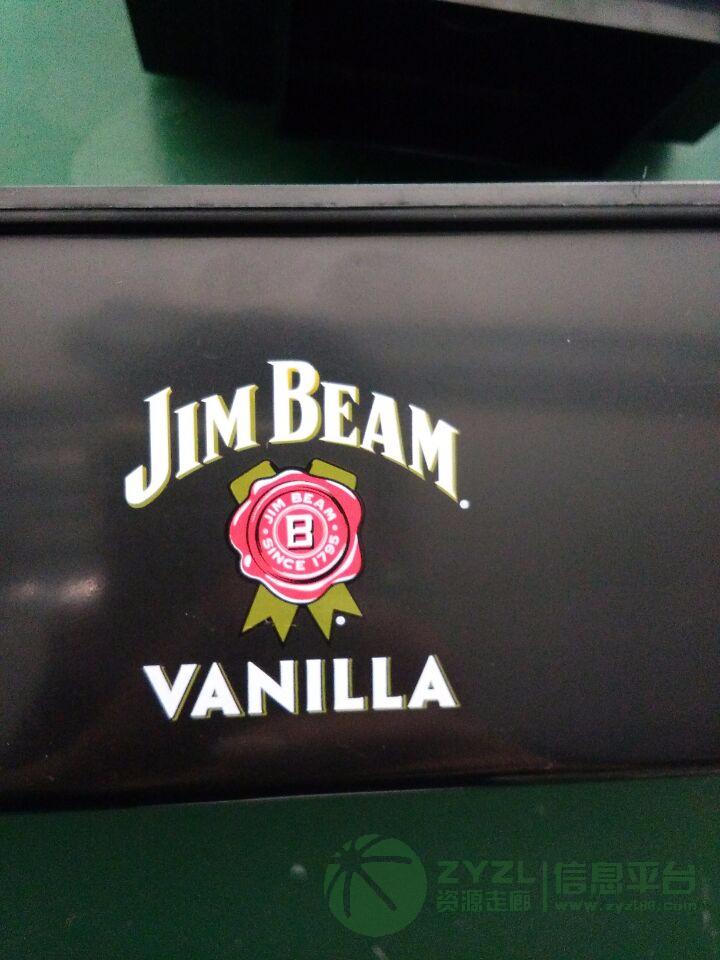 JIM BEAM
JIM BEAM
B
SINCE 1795
VANILLA
ZYZL 信息平台
资源走廊 www.zyzl88.com